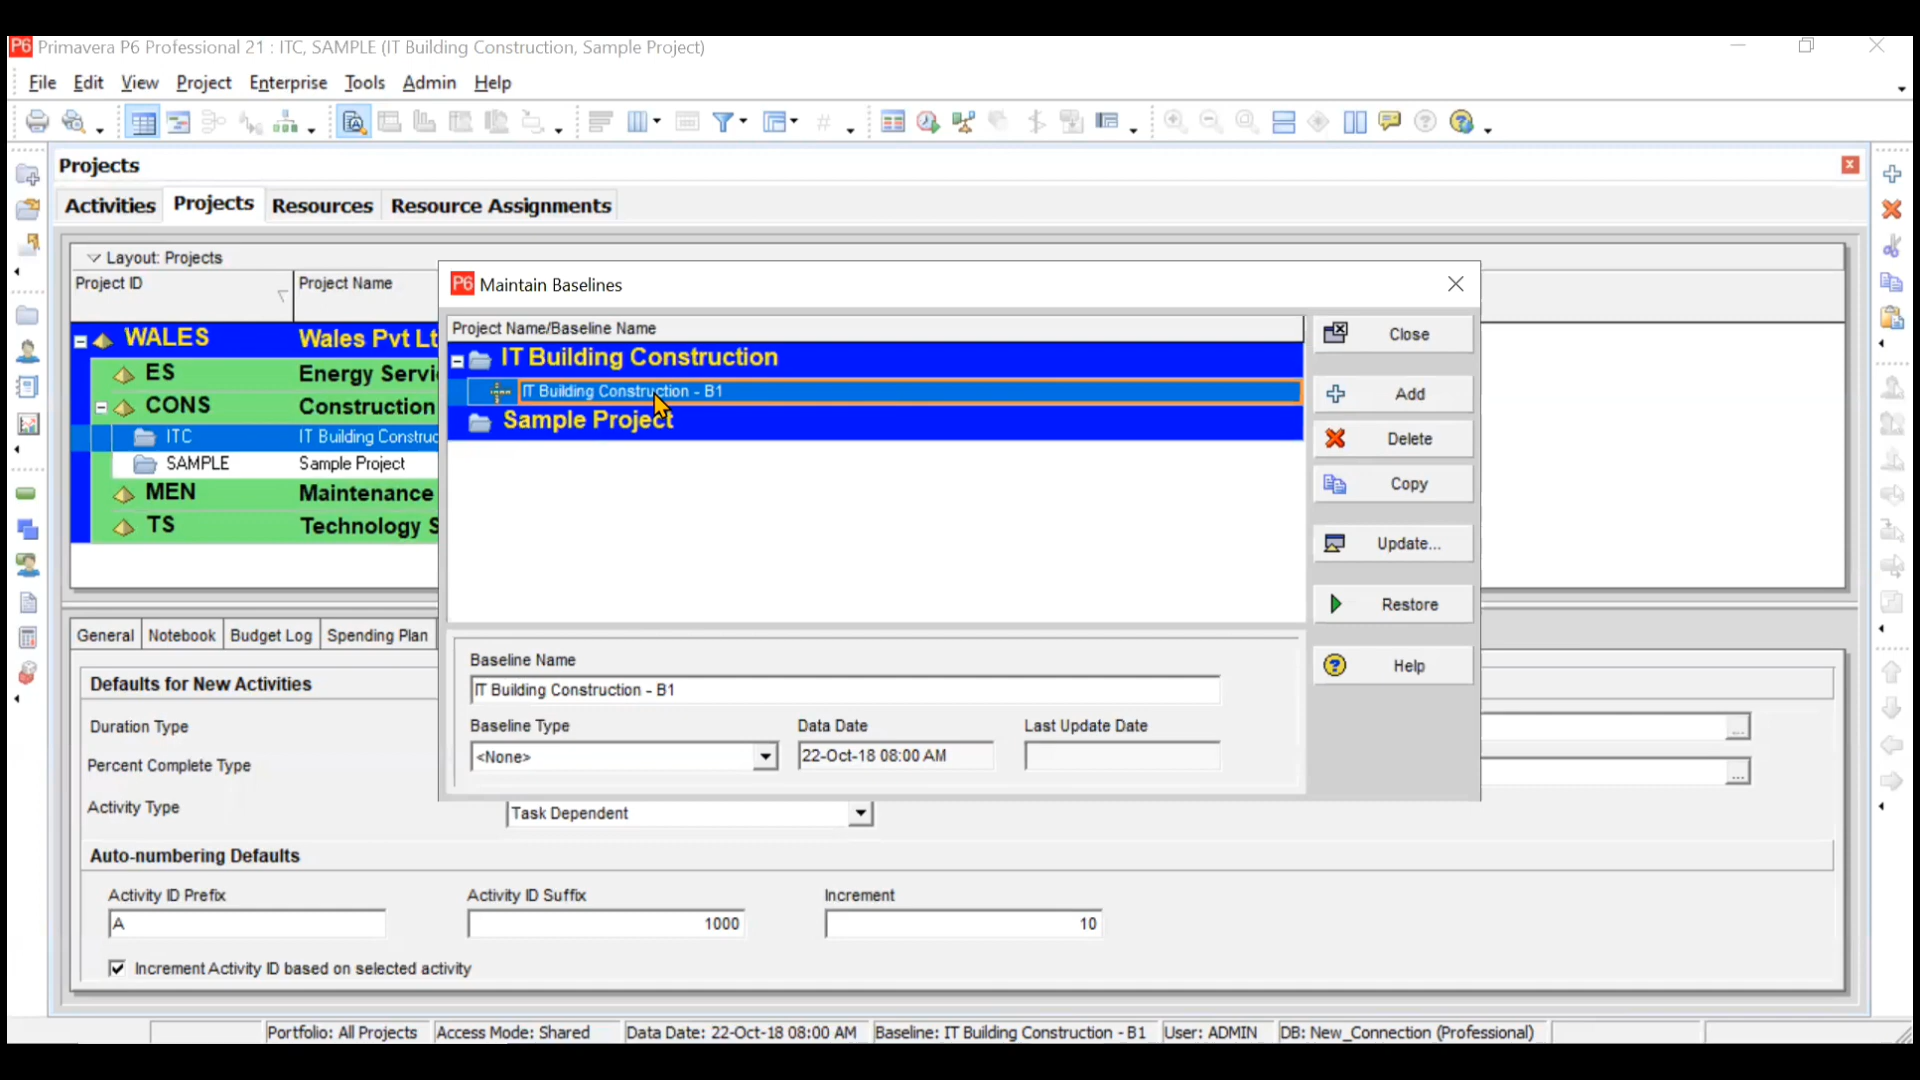 P6 Primavera P6 Professional 21 : ITC, SAMPLE (IT Building Construction, Sample Project)
File Edit View Project Enterprise Tools Admin Help
Projects
Activities Projects Resources Resource Assignments
Layout: Projects
Project ID Project Name
WALES Wales Pvt Lt
ES Energy Servi
CONS Construction
ITC IT Building Construc
SAMPLE Sample Project
MEN Maintenance
TS Technology S
P6 Maintain Baselines
Project Name/Baseline Name
IT Building Construction
IT Building Construction - B1
Sample Project
Close
Add
Delete
Copy
Update...
Restore
Help
Baseline Name
IT Building Construction - B1
Baseline Type Data Date Last Update Date
<None> 22-Oct-18 08:00 AM
General Notebook Budget Log Spending Plan
Defaults for New Activities
Duration Type
...
Percent Complete Type
...
Activity Type Task Dependent
Auto-numbering Defaults
Activity ID Prefix Activity ID Suffix Increment
A 1000 10
Increment Activity ID based on selected activity
Portfolio: All Projects Access Mode: Shared Data Date: 22-Oct-18 08:00 AM Baseline: IT Building Construction - B1 User: ADMIN DB: New_Connection (Professional)